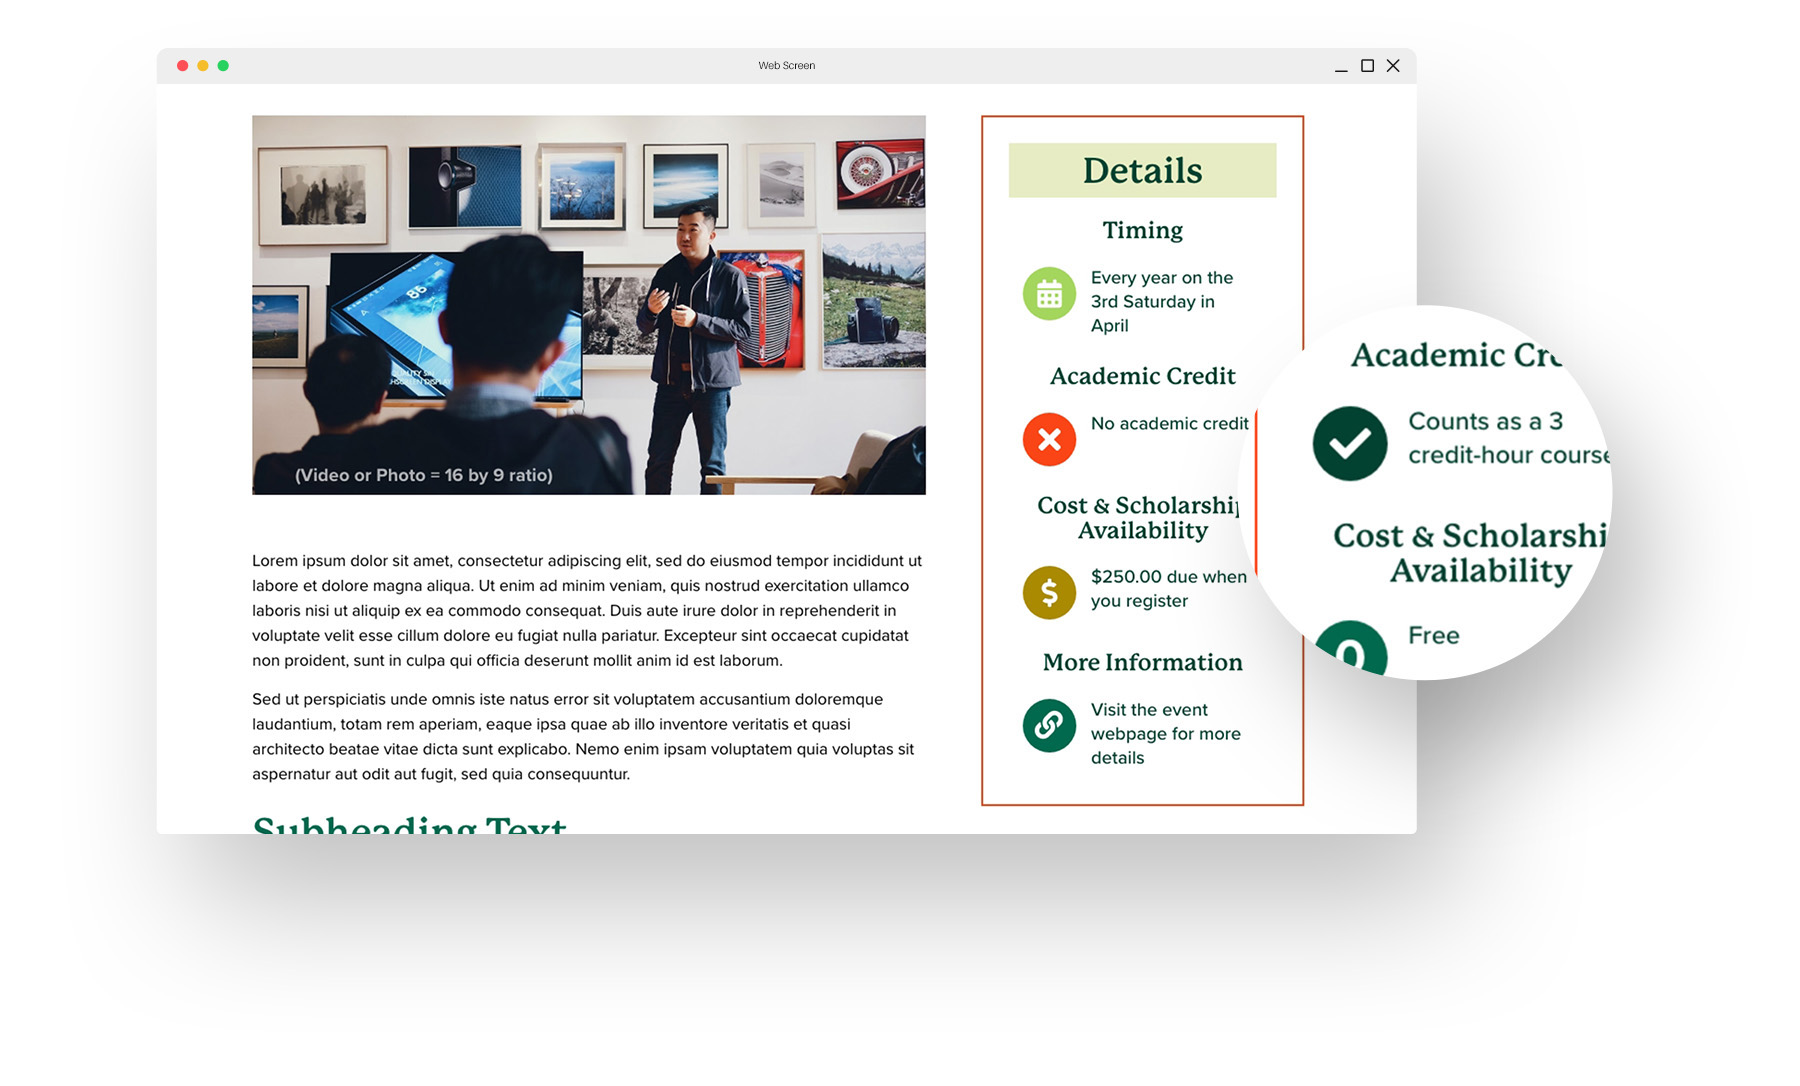 Web Screen
86
(Video or Photo = 16 by 9 ratio)
Lorem ipsum dolor sit amet, consectetur adipiscing elit, sed do eiusmod tempor incididunt ut
labore et dolore magna aliqua. Ut enim ad minim veniam, quis nostrud exercitation ullamco
laboris nisi ut aliquip ex ea commodo consequat. Duis aute irure dolor in reprehenderit in
voluptate velit esse cillum dolore eu fugiat nulla pariatur. Excepteur sint occaecat cupidatat
non proident, sunt in culpa qui officia deserunt mollit anim id est laborum.
Sed ut perspiciatis unde omnis iste natus error sit voluptatem accusantium doloremque
laudantium, totam rem aperiam, eaque ipsa quae ab illo inventore veritatis et quasi
architecto beatae vitae dicta sunt explicabo. Nemo enim ipsam voluptatem quia voluptas sit
aspernatur aut odit aut fugit, sed quia consequuntur.
Subheading Text
Details
Timing
Every year on the
3rd Saturday in
April
Academic Credit
No academic credit
Cost & Scholarship
Availability
$
$250.00 due when
you register
More Information
Visit the event
webpage for more
details
Academic Cre
Counts as a 3
credit-hour course
Cost & Scholarshi
Availability
0
Free